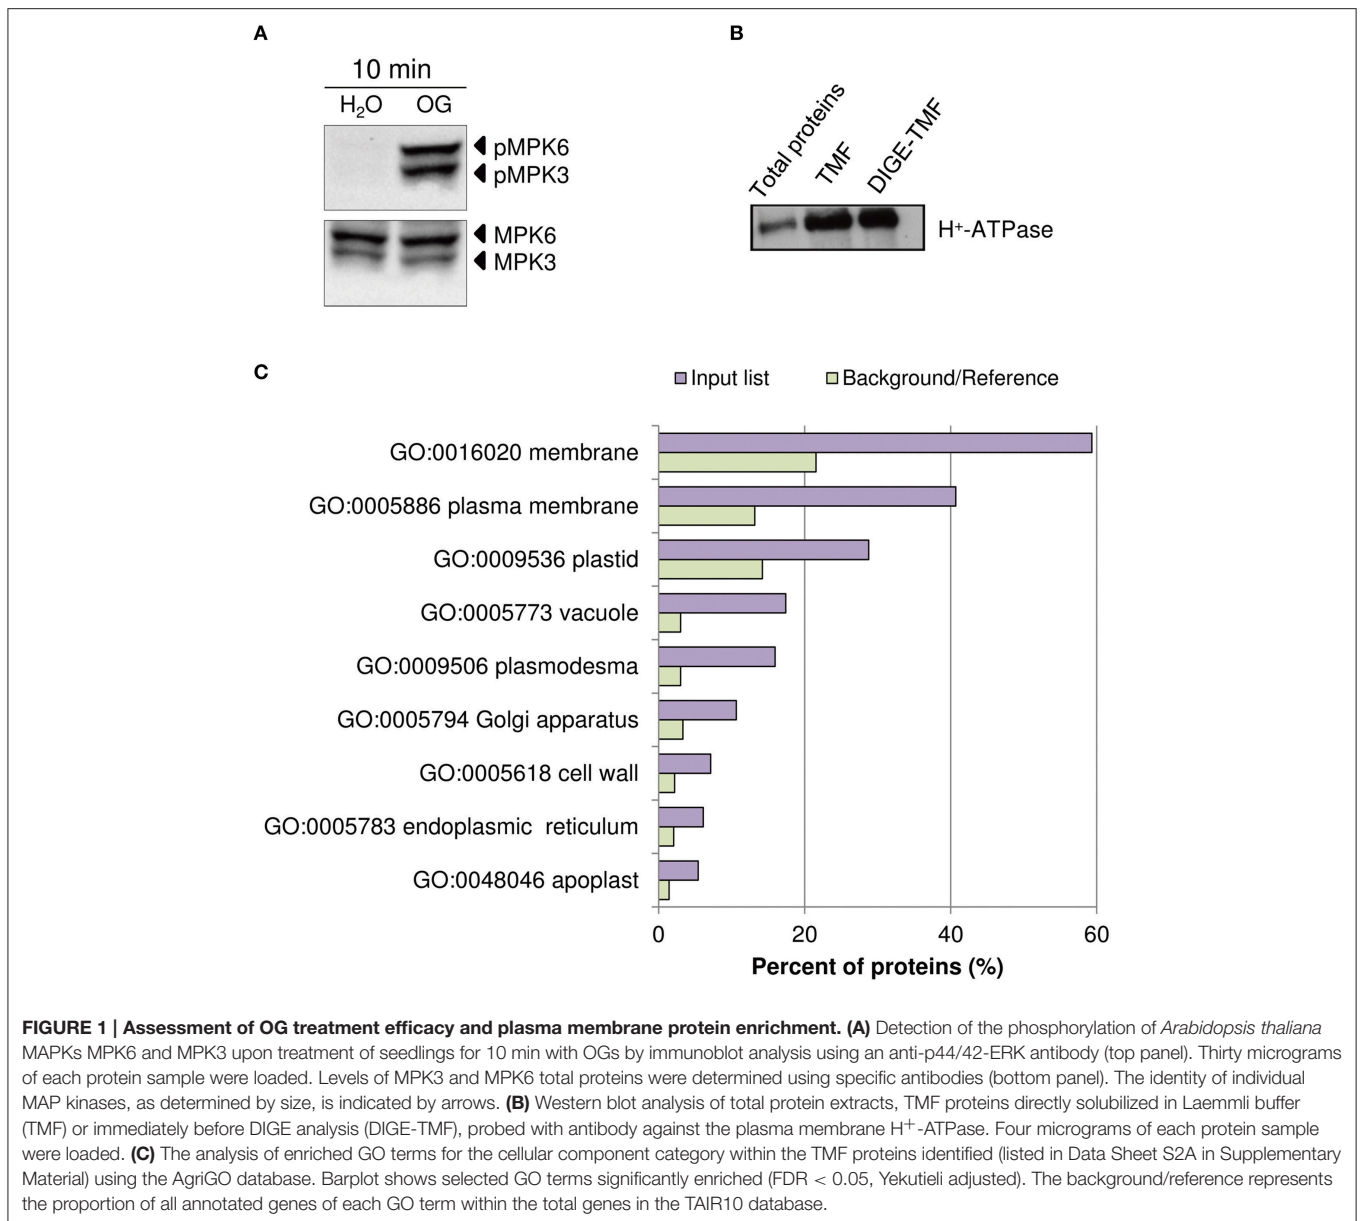 A
10 min
H₂O OG
pMPK6
pMPK3
MPK6
MPK3
B
Total proteins
TMF
DIGE-TMF
H⁺-ATPase
C
Input list Background/Reference
GO:0016020 membrane
GO:0005886 plasma membrane
GO:0009536 plastid
GO:0005773 vacuole
GO:0009506 plasmodesma
GO:0005794 Golgi apparatus
GO:0005618 cell wall
GO:0005783 endoplasmic reticulum
GO:0048046 apoplast
0 20 40 60
Percent of proteins (%)
FIGURE 1 | Assessment of OG treatment efficacy and plasma membrane protein enrichment. (A) Detection of the phosphorylation of Arabidopsis thaliana
MAPKs MPK6 and MPK3 upon treatment of seedlings for 10 min with OGs by immunoblot analysis using an anti-p44/42-ERK antibody (top panel). Thirty micrograms
of each protein sample were loaded. Levels of MPK3 and MPK6 total proteins were determined using specific antibodies (bottom panel). The identity of individual
MAP kinases, as determined by size, is indicated by arrows. (B) Western blot analysis of total protein extracts, TMF proteins directly solubilized in Laemmli buffer
(TMF) or immediately before DIGE analysis (DIGE-TMF), probed with antibody against the plasma membrane H⁺-ATPase. Four micrograms of each protein sample
were loaded. (C) The analysis of enriched GO terms for the cellular component category within the TMF proteins identified (listed in Data Sheet S2A in Supplementary
Material) using the AgriGO database. Barplot shows selected GO terms significantly enriched (FDR < 0.05, Yekutieli adjusted). The background/reference represents
the proportion of all annotated genes of each GO term within the total genes in the TAIR10 database.